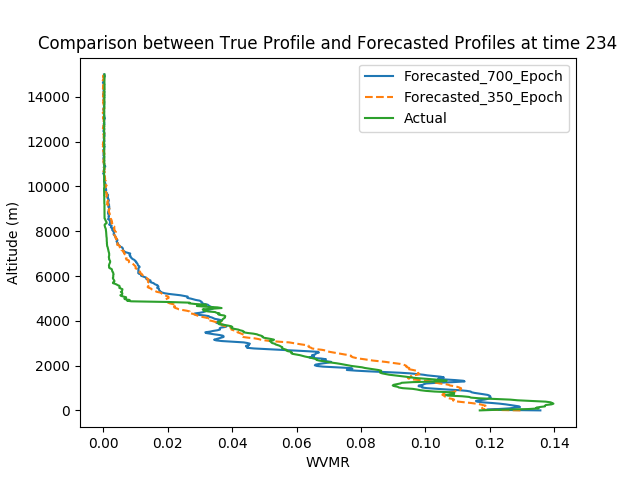 Comparison between True Profile and Forecasted Profiles at time 234
Forecasted_700_Epoch
Forecasted_350_Epoch
Actual
Altitude (m)
14000
12000
10000
8000
6000
4000
2000
0
0.00 0.02 0.04 0.06 0.08 0.10 0.12 0.14
WVMR